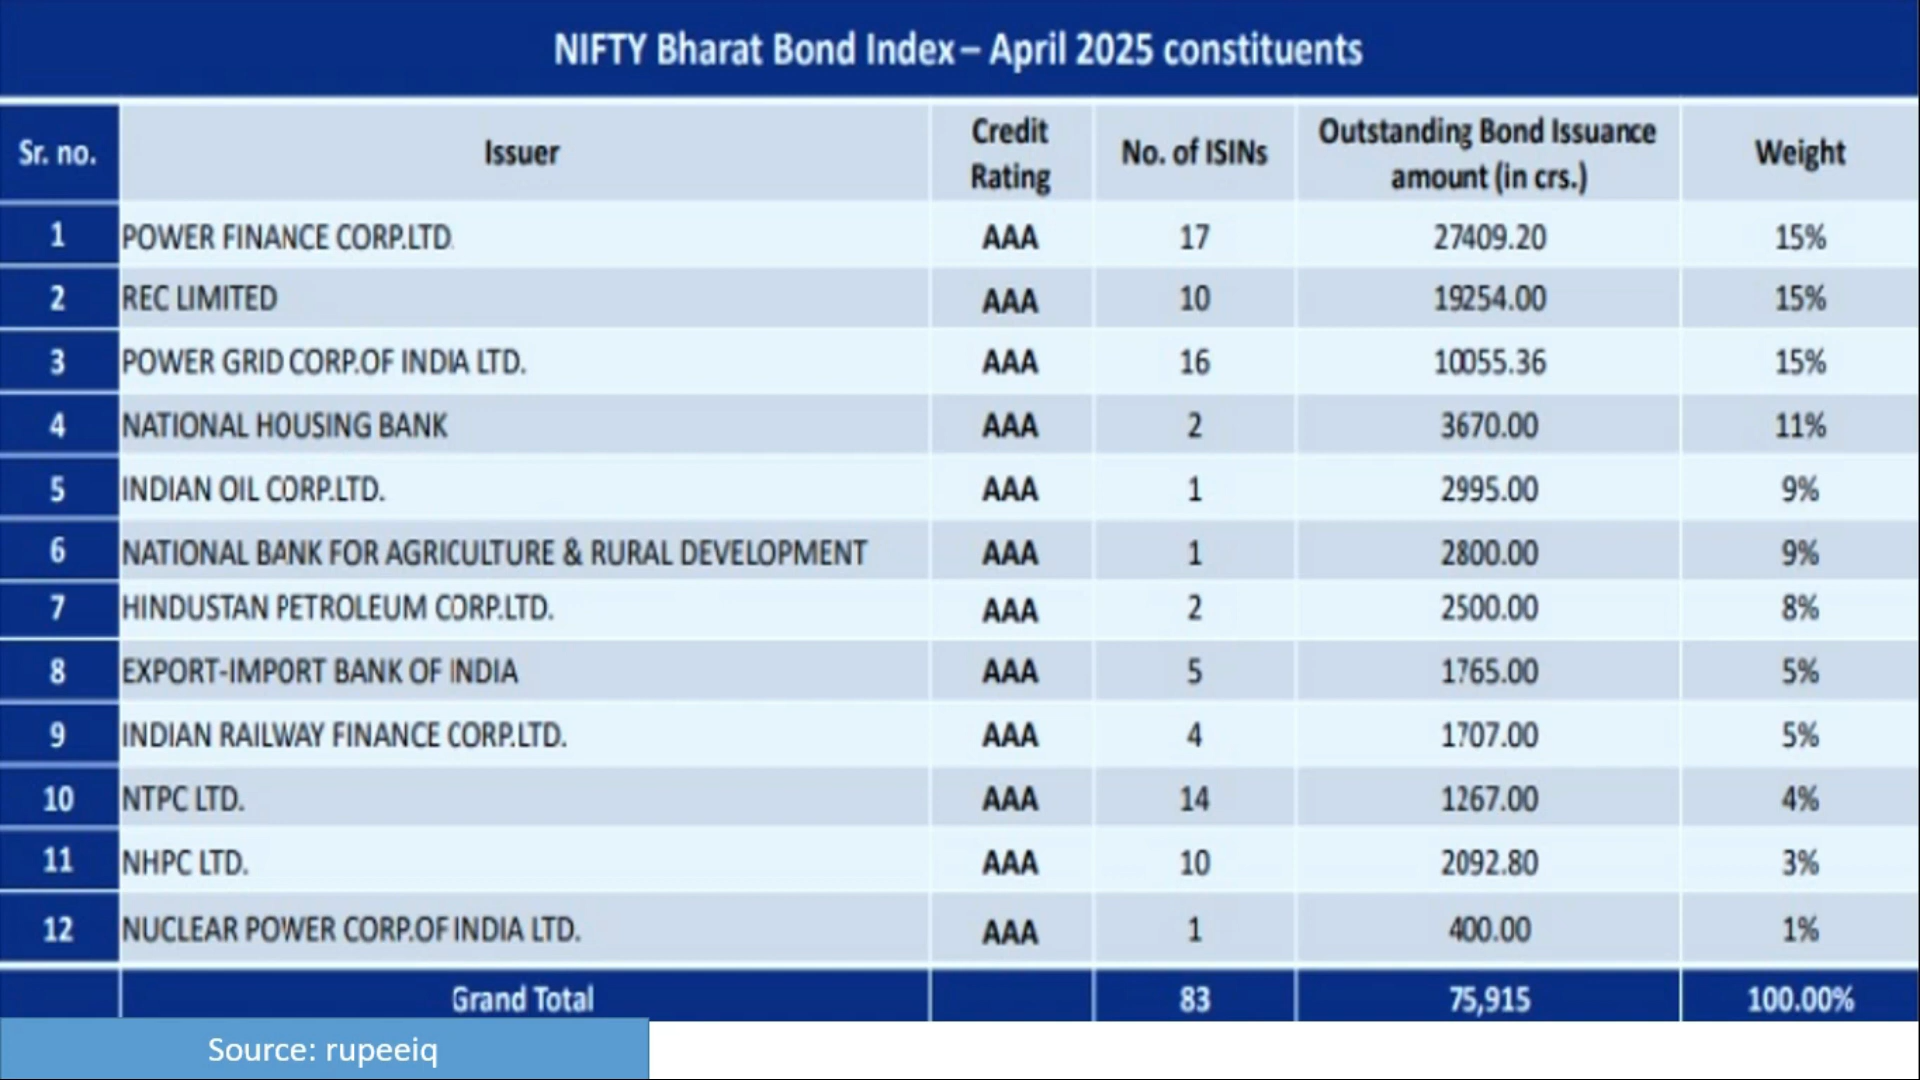 NIFTY Bharat Bond Index – April 2025 constituents
Sr. no. Issuer Credit Rating No. of ISINs Outstanding Bond Issuance amount (in crs.) Weight
1 POWER FINANCE CORP.LTD. AAA 17 27409.20 15%
2 REC LIMITED AAA 10 19254.00 15%
3 POWER GRID CORP.OF INDIA LTD. AAA 16 10055.36 15%
4 NATIONAL HOUSING BANK AAA 2 3670.00 11%
5 INDIAN OIL CORP.LTD. AAA 1 2995.00 9%
6 NATIONAL BANK FOR AGRICULTURE & RURAL DEVELOPMENT AAA 1 2800.00 9%
7 HINDUSTAN PETROLEUM CORP.LTD. AAA 2 2500.00 8%
8 EXPORT-IMPORT BANK OF INDIA AAA 5 1765.00 5%
9 INDIAN RAILWAY FINANCE CORP.LTD. AAA 4 1707.00 5%
10 NTPC LTD. AAA 14 1267.00 4%
11 NHPC LTD. AAA 10 2092.80 3%
12 NUCLEAR POWER CORP.OF INDIA LTD. AAA 1 400.00 1%
Grand Total 83 75,915 100.00%
Source: rupeeiq